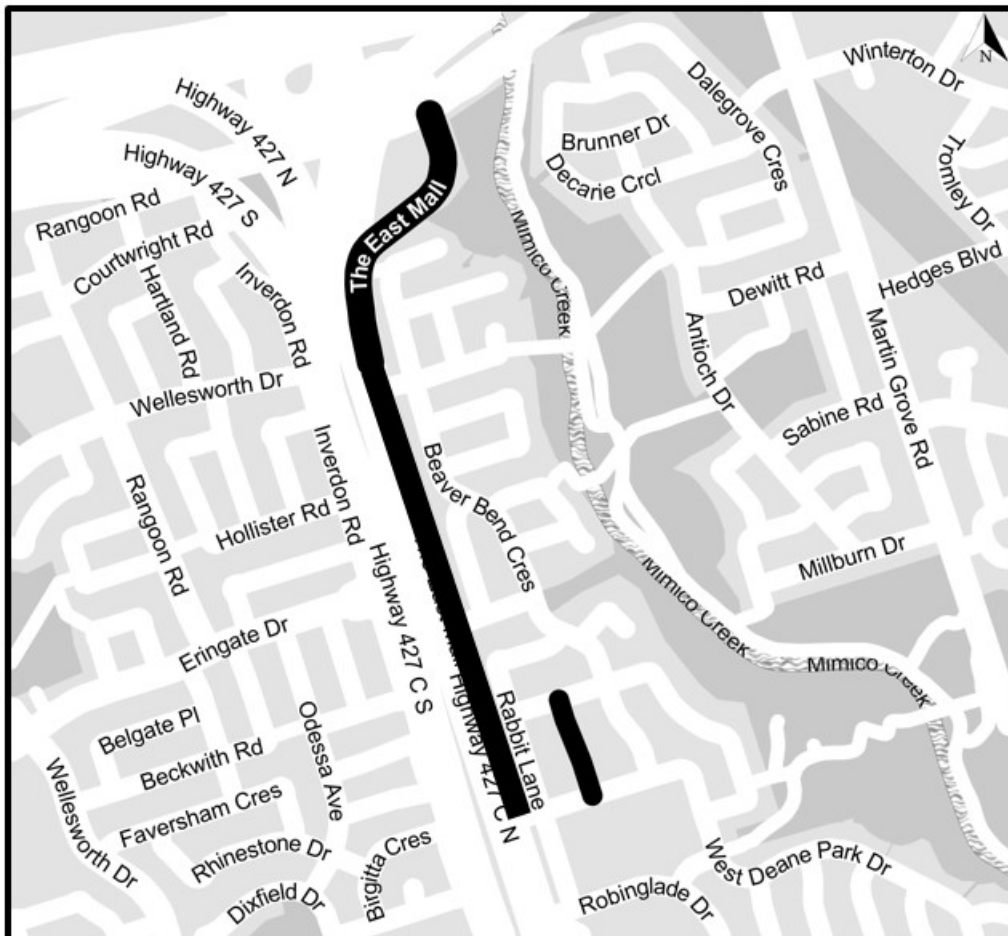 N
Winterton Dr
Dalegrove Cres
Highway 427 N
Brunner Dr
Tromley Dr
Highway 427 S
Decarie Crcl
Rangoon Rd
The East Mall
Courtwright Rd
Mimico Creek
Hedges Blvd
Inverdon Rd
Dewitt Rd
Hartland Rd
Martin Grove Rd
Antioch Dr
Wellesworth Dr
Sabine Rd
Inverdon Rd
Beaver Bend Cres
Rangoon Rd
Hollister Rd
Millburn Dr
Highway 427 C S
Mimico Creek
Eringate Dr
Mimico Creek
Highway 427 C N
Rabbit Lane
Odessa Ave
Belgate Pl
Beckwith Rd
Wellesworth Dr
Faversham Cres
Rhinestone Dr
West Deane Park Dr
Birgitta Cres
Dixfield Dr
Robinglade Dr